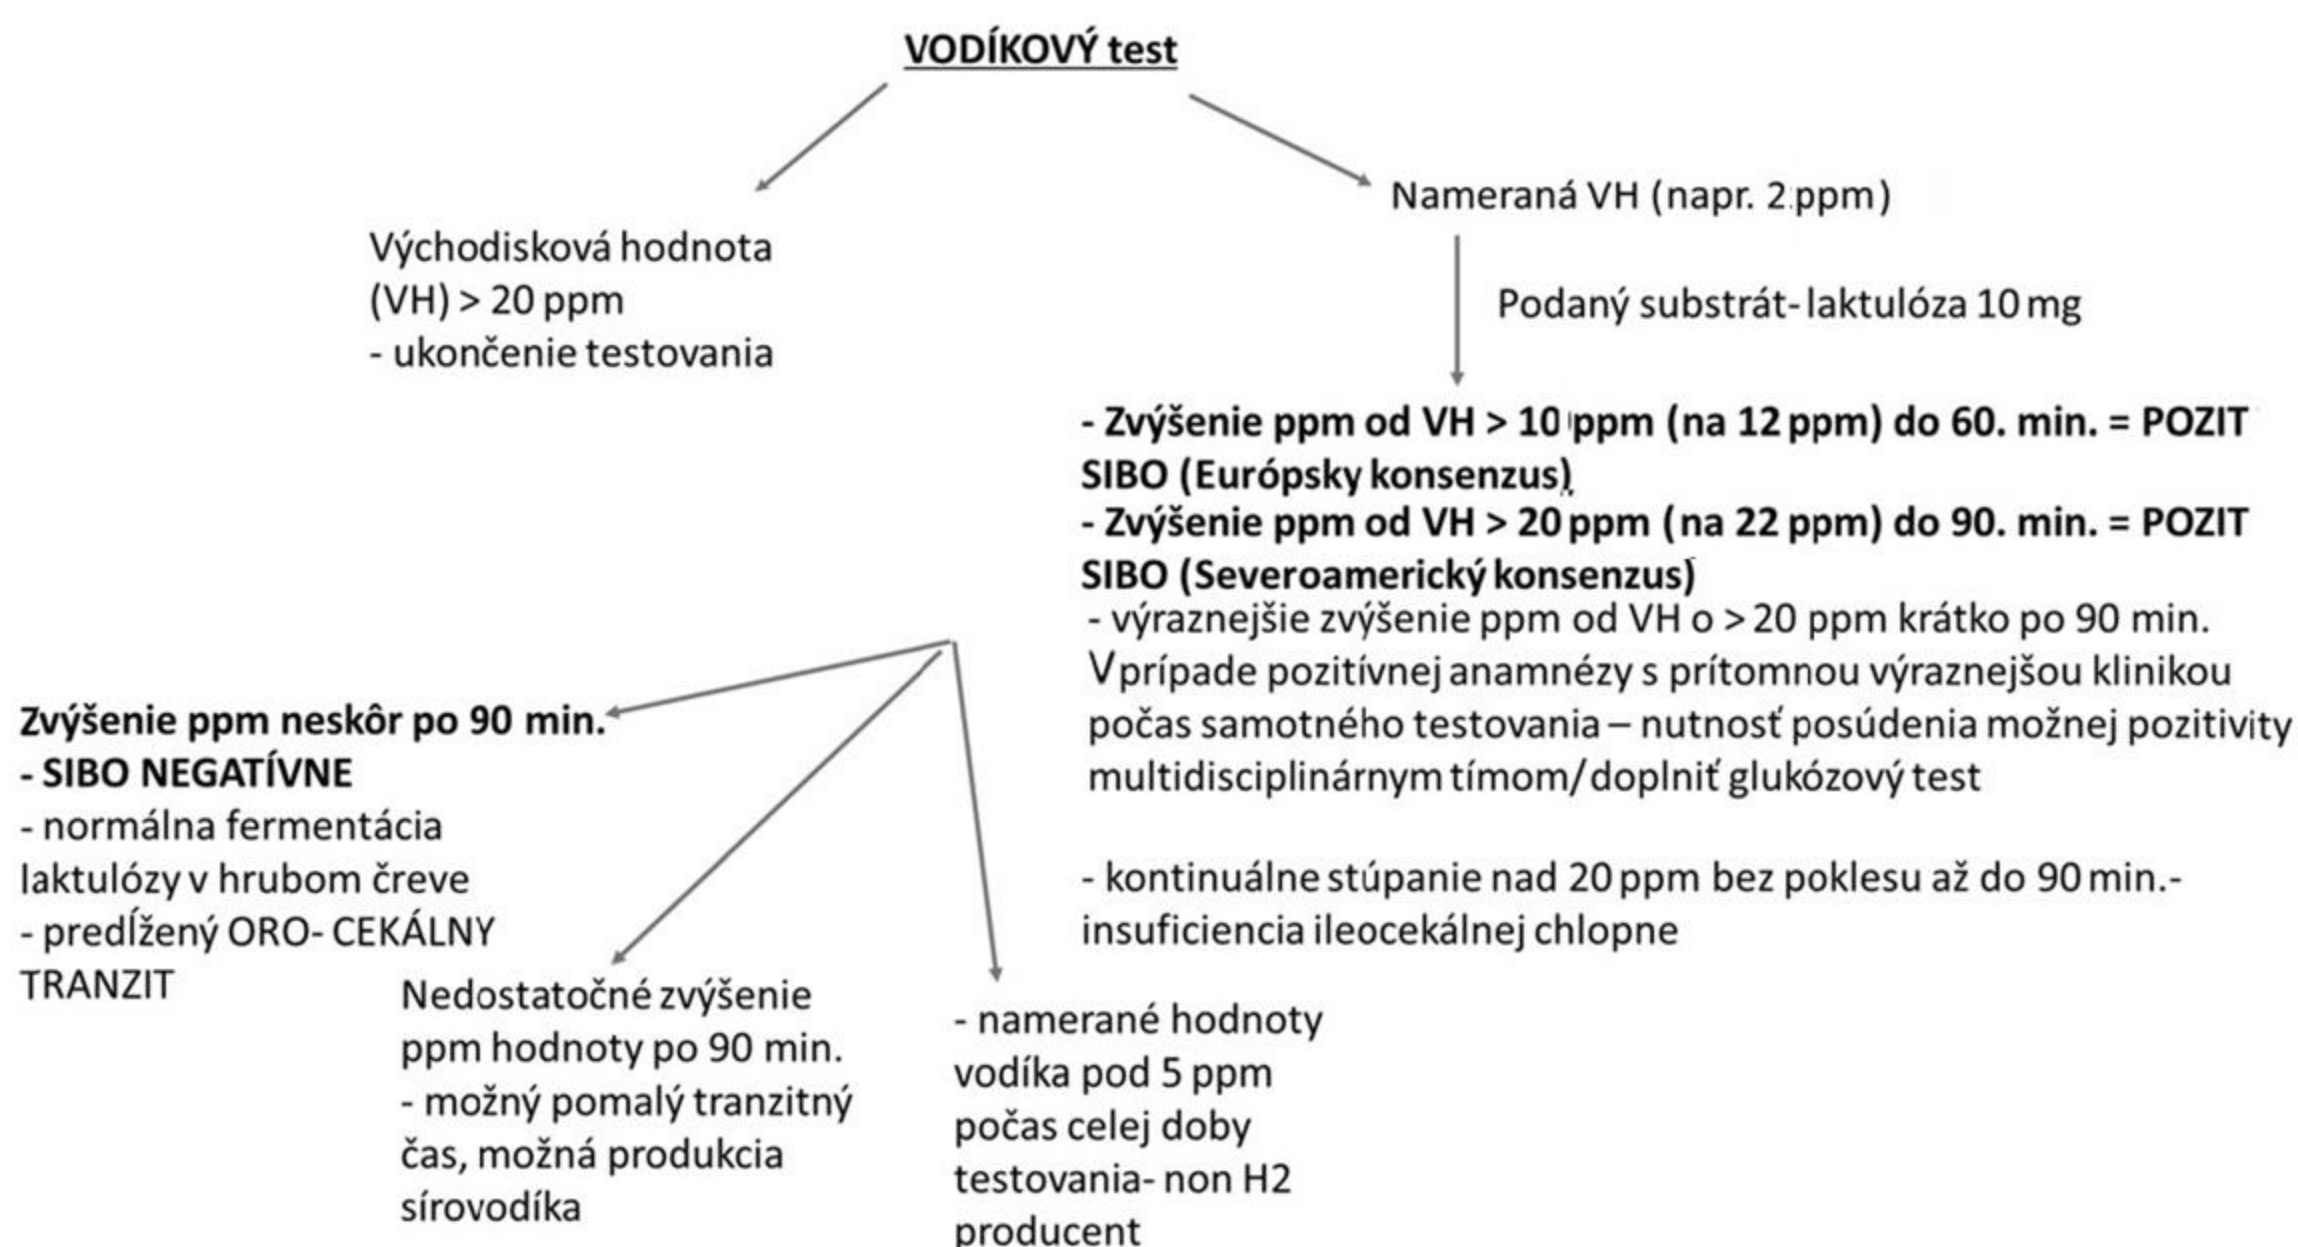 VODÍKOVÝ test
Východisková hodnota
(VH) > 20 ppm
- ukončenie testovania
Nameraná VH (napr. 2 ppm)
Podaný substrát- laktulóza 10 mg
- Zvýšenie ppm od VH > 10 ppm (na 12 ppm) do 60. min. = POZIT
SIBO (Európsky konsenzus)
- Zvýšenie ppm od VH > 20 ppm (na 22 ppm) do 90. min. = POZIT
SIBO (Severoamerický konsenzus)
- výraznejšie zvýšenie ppm od VH o > 20 ppm krátko po 90 min.
V prípade pozitívnej anamnézy s prítomnou výraznejšou klinikou
počas samotného testovania – nutnosť posúdenia možnej pozitivity
multidisciplinárnym tímom/doplniť glukózový test
- kontinuálne stúpanie nad 20 ppm bez poklesu až do 90 min.-
insuficiencia ileocekálnej chlopne
Zvýšenie ppm neskôr po 90 min.
- SIBO NEGATÍVNE
- normálna fermentácia
laktulózy v hrubom čreve
- predĺžený ORO- CEKÁLNY
TRANZIT
Nedostatočné zvýšenie
ppm hodnoty po 90 min.
- možný pomalý tranzitný
čas, možná produkcia
sírovodíka
- namerané hodnoty
vodíka pod 5 ppm
počas celej doby
testovania- non H2
producent